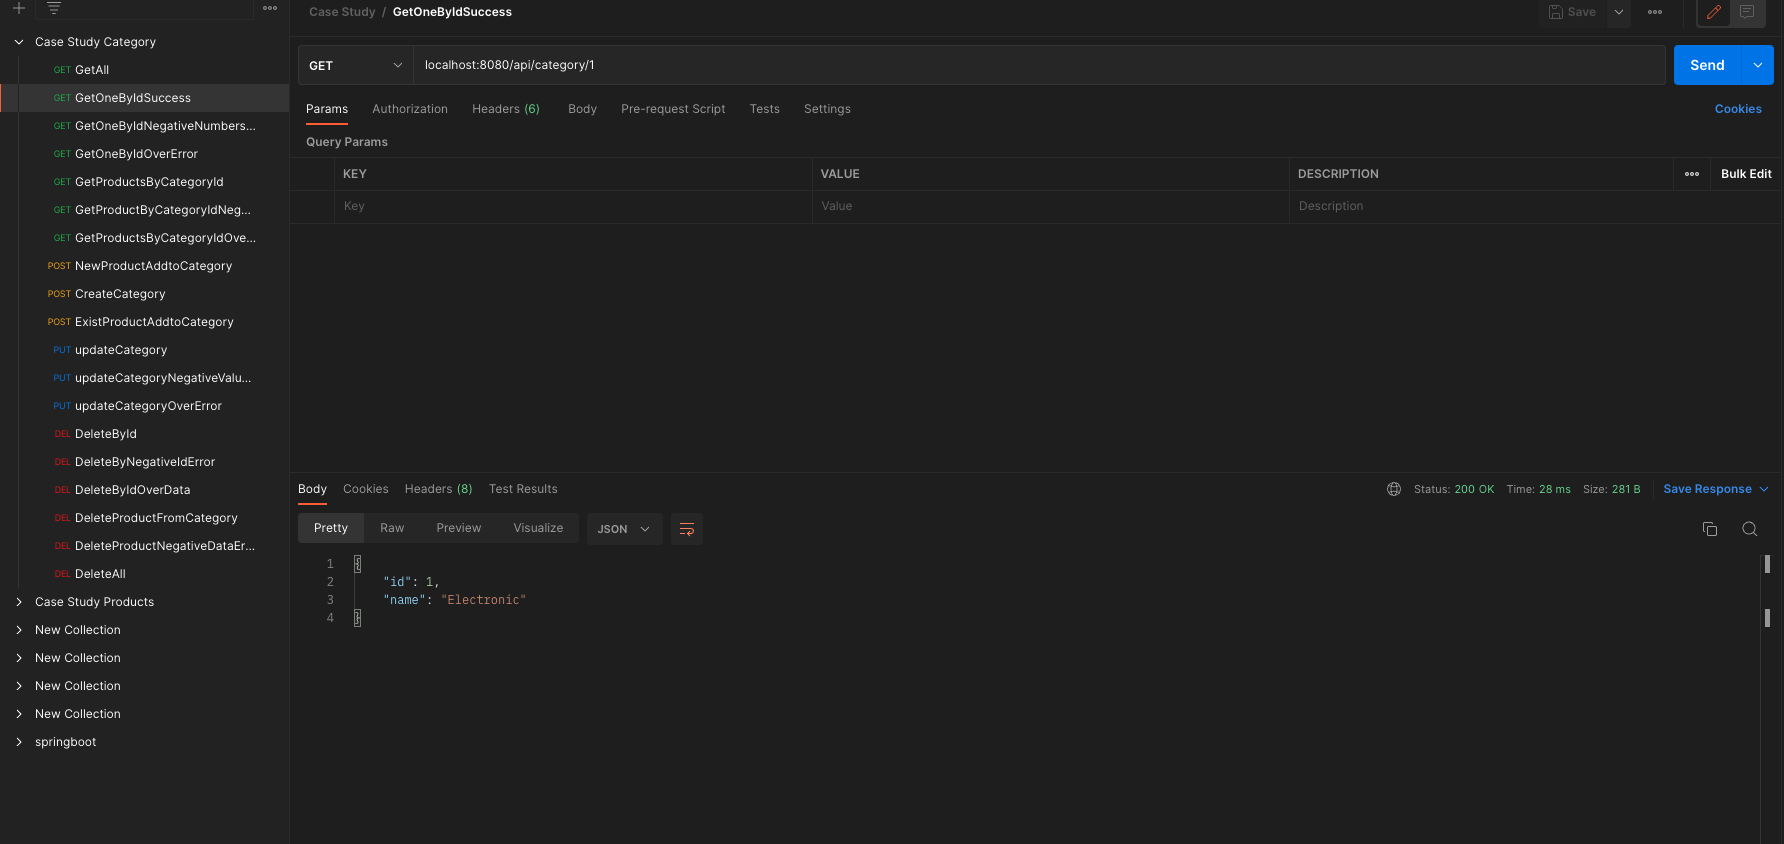 Case Study Category
GET GetAll
GET GetOneByIdSuccess
GET GetOneByIdNegativeNumbers...
GET GetOneByIdOverError
GET GetProductsByCategoryId
GET GetProductByCategoryIdNeg...
GET GetProductsByCategoryIdOve...
POST NewProductAddtoCategory
POST CreateCategory
POST ExistProductAddtoCategory
PUT updateCategory
PUT updateCategoryNegativeValu...
PUT updateCategoryOverError
DEL DeleteById
DEL DeleteByNegativeIdError
DEL DeleteByIdOverData
DEL DeleteProductFromCategory
DEL DeleteProductNegativeDataEr...
DEL DeleteAll
Case Study Products
New Collection
New Collection
New Collection
New Collection
springboot
Case Study / GetOneByIdSuccess
Save
GET localhost:8080/api/category/1
Send
Params Authorization Headers (6) Body Pre-request Script Tests Settings
Cookies
Query Params
KEY VALUE DESCRIPTION Bulk Edit
Key Value Description
Body Cookies Headers (8) Test Results
Status: 200 OK Time: 28 ms Size: 281 B Save Response
Pretty Raw Preview Visualize JSON
1 {
2 "id": 1,
3 "name": "Electronic"
4 }